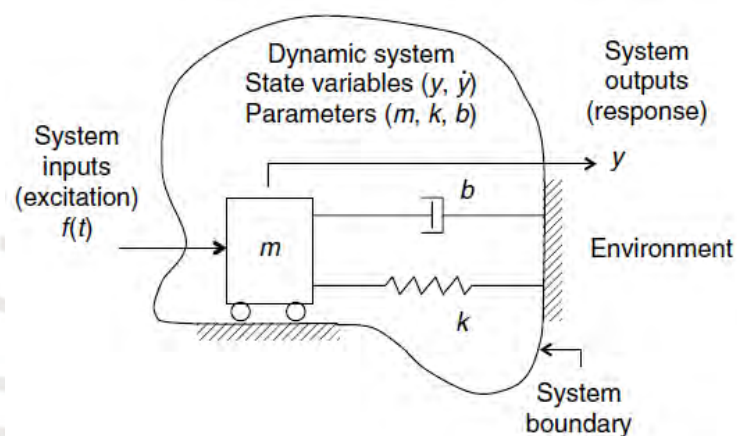 Dynamic system
State variables (y, ẏ)
Parameters (m, k, b)
System
outputs
(response)
y
System
inputs
(excitation)
f(t)
b
m
Environment
k
System
boundary